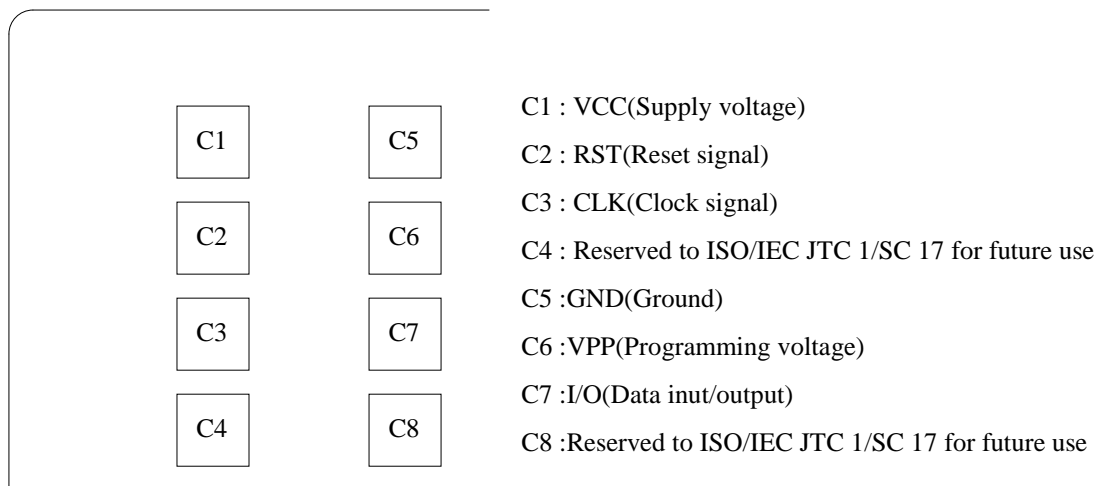 C1
C5
C2
C6
C3
C7
C4
C8
C1 : VCC(Supply voltage)
C2 : RST(Reset signal)
C3 : CLK(Clock signal)
C4 : Reserved to ISO/IEC JTC 1/SC 17 for future use
C5 :GND(Ground)
C6 :VPP(Programming voltage)
C7 :I/O(Data inut/output)
C8 :Reserved to ISO/IEC JTC 1/SC 17 for future use